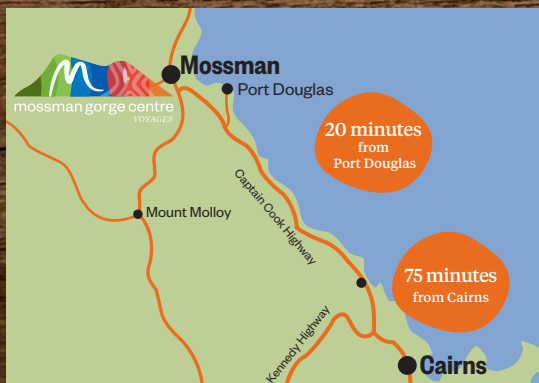 Mossman
Port Douglas
mossman gorge centre
VOYAGES
20 minutes
from
Port Douglas
Captain Cook Highway
Mount Molloy
75 minutes
from Cairns
Kennedy Highway
Cairns